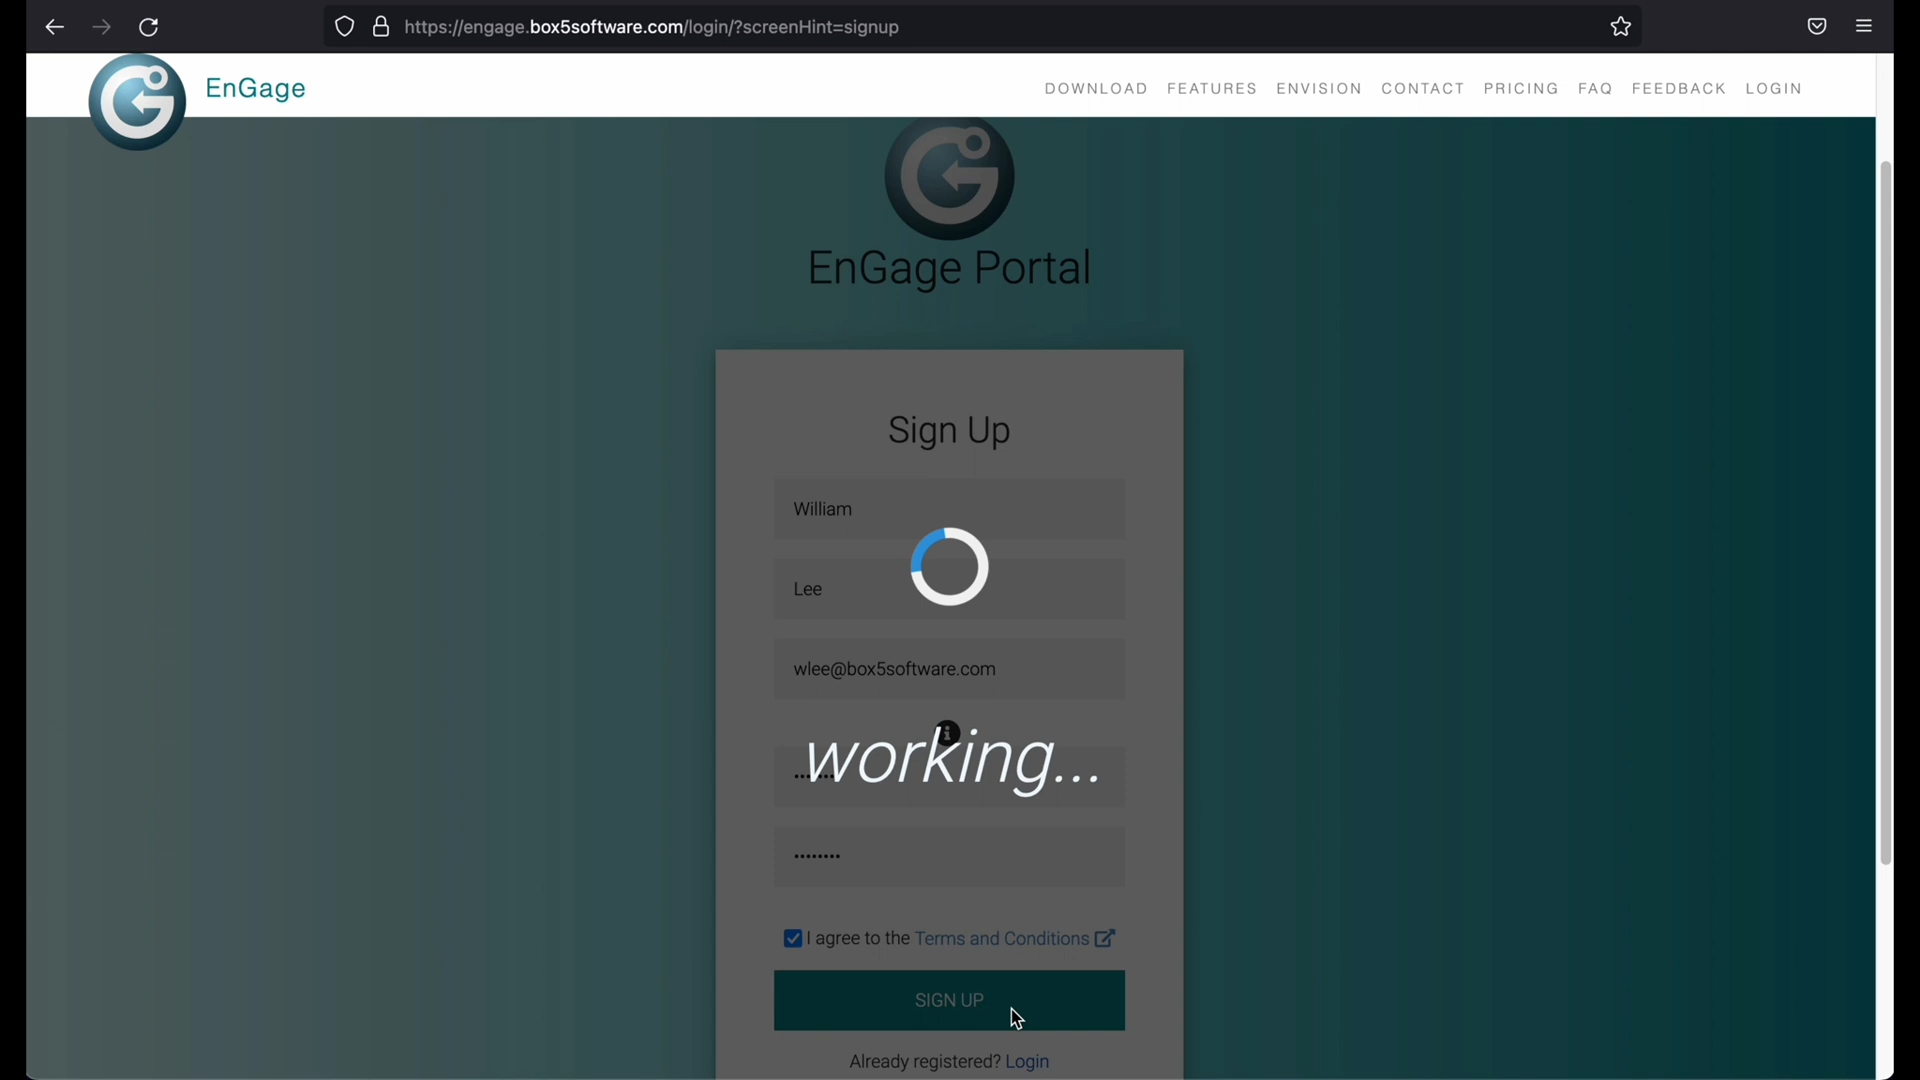 https://engage.box5software.com/login/?screenHint=signup
EnGage
DOWNLOAD FEATURES ENVISION CONTACT PRICING FAQ FEEDBACK LOGIN
EnGage Portal
Sign Up
William
Lee
wlee@box5software.com
working...
I agree to the Terms and Conditions
SIGN UP
Already registered? Login